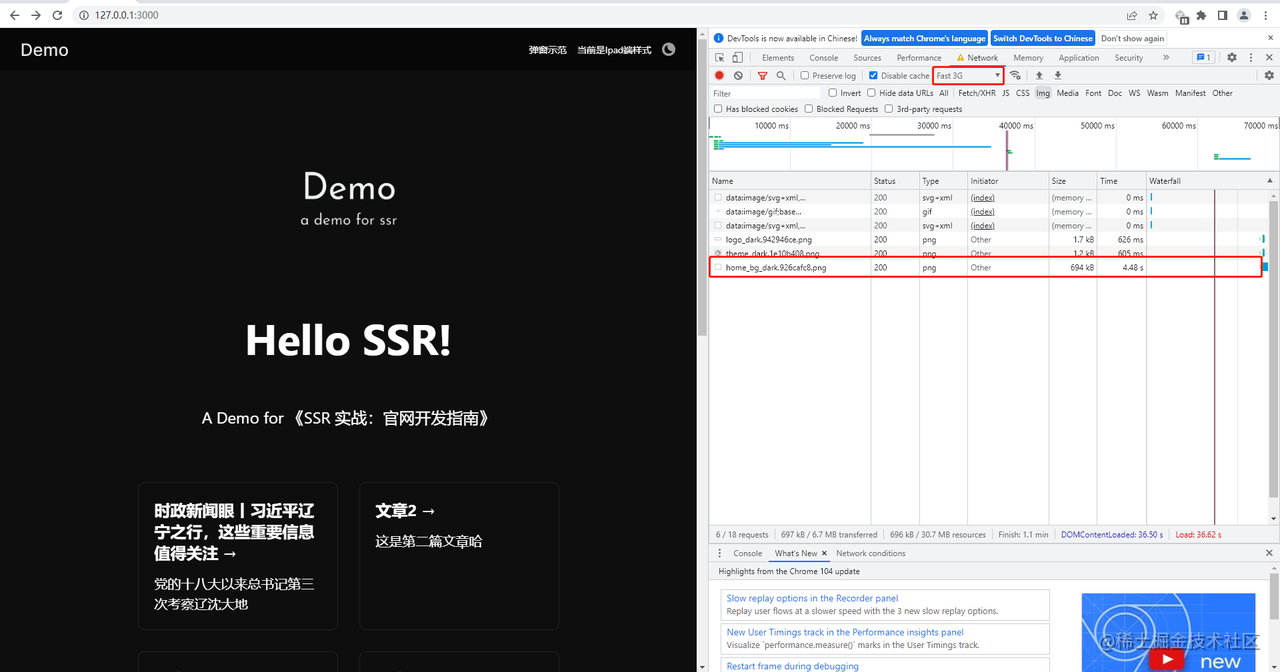 127.0.0.1:3000
Demo
弹窗示范 当前是Ipad端样式
Demo
a demo for ssr
Hello SSR!
A Demo for 《SSR 实战：官网开发指南》
时政新闻眼丨习近平辽
宁之行，这些重要信息
值得关注 →
党的十八大以来总书记第三
次考察辽沈大地
文章2 →
这是第二篇文章哈
DevTools is now available in Chinese! Always match Chrome's language Switch DevTools to Chinese Don't show again
Elements Console Sources Performance Network Memory Application Security 1
Preserve log Disable cache Fast 3G
Filter Invert Hide data URLs All Fetch/XHR JS CSS Img Media Font Doc WS Wasm Manifest Other
Has blocked cookies Blocked Requests 3rd-party requests
10000 ms 20000 ms 30000 ms 40000 ms 50000 ms 60000 ms 70000 ms
Name Status Type Initiator Size Time Waterfall
data:image/svg+xml,... 200 svg+xml (index) (memory ... 0 ms
data:image/gif;base... 200 gif (index) (memory ... 0 ms
data:image/svg+xml,... 200 svg+xml (index) (memory ... 0 ms
logo_dark.942946ce.png 200 png Other 1.7 kB 626 ms
theme_dark.1e10b408.png 200 png Other 1.2 kB 605 ms
home_bg_dark.926cafc8.png 200 png Other 694 kB 4.48 s
6 / 18 requests 697 kB / 6.7 MB transferred 696 kB / 30.7 MB resources Finish: 1.1 min DOMContentLoaded: 36.50 s Load: 36.62 s
Console What's New Network conditions
Highlights from the Chrome 104 update
Slow replay options in the Recorder panel
Replay user flows at a slower speed with the 3 new slow replay options.
New User Timings track in the Performance insights panel
Visualize `performance.measure()` marks in the User Timings track.
Restart frame during debugging
new
@稀土掘金技术社区